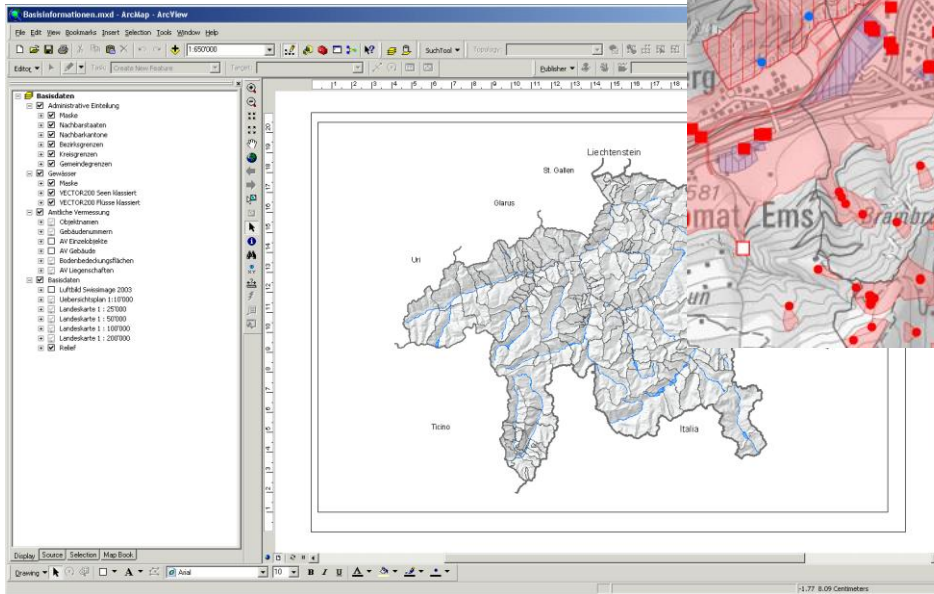 Basisinformationen.mxd - ArcMap - ArcView
File Edit View Bookmarks Insert Selection Tools Window Help
1:650'000
SearchTool
Topology:
Editor
Task: Create New Feature
Target:
Publisher
Basisdaten
Administrative Einteilung
Maske
Nachbarstaaten
Nachbarkantone
Bezirksgrenzen
Kreisgrenzen
Gemeindegrenzen
Gewässer
Maske
VECTOR200 Seen klassiert
VECTOR200 Flüsse klassiert
Amtliche Vermessung
Objektnamen
Gebäudenummern
AV Einzelobjekte
AV Gebäude
Bodenbedeckungsflächen
AV Liegenschaften
Basisdaten
Luftbild Swissimage 2003
Uebersichtsplan 1:10'000
Landeskarte 1 : 25'000
Landeskarte 1 : 50'000
Landeskarte 1 : 100'000
Landeskarte 1 : 200'000
Relief
Liechtenstein
St. Gallen
Glarus
Uri
Ticino
Italia
581
omat/Ems
Display Source Selection Map Book
Drawing
A
Arial
10
B I U A
-1.77 8.09 Centimeters